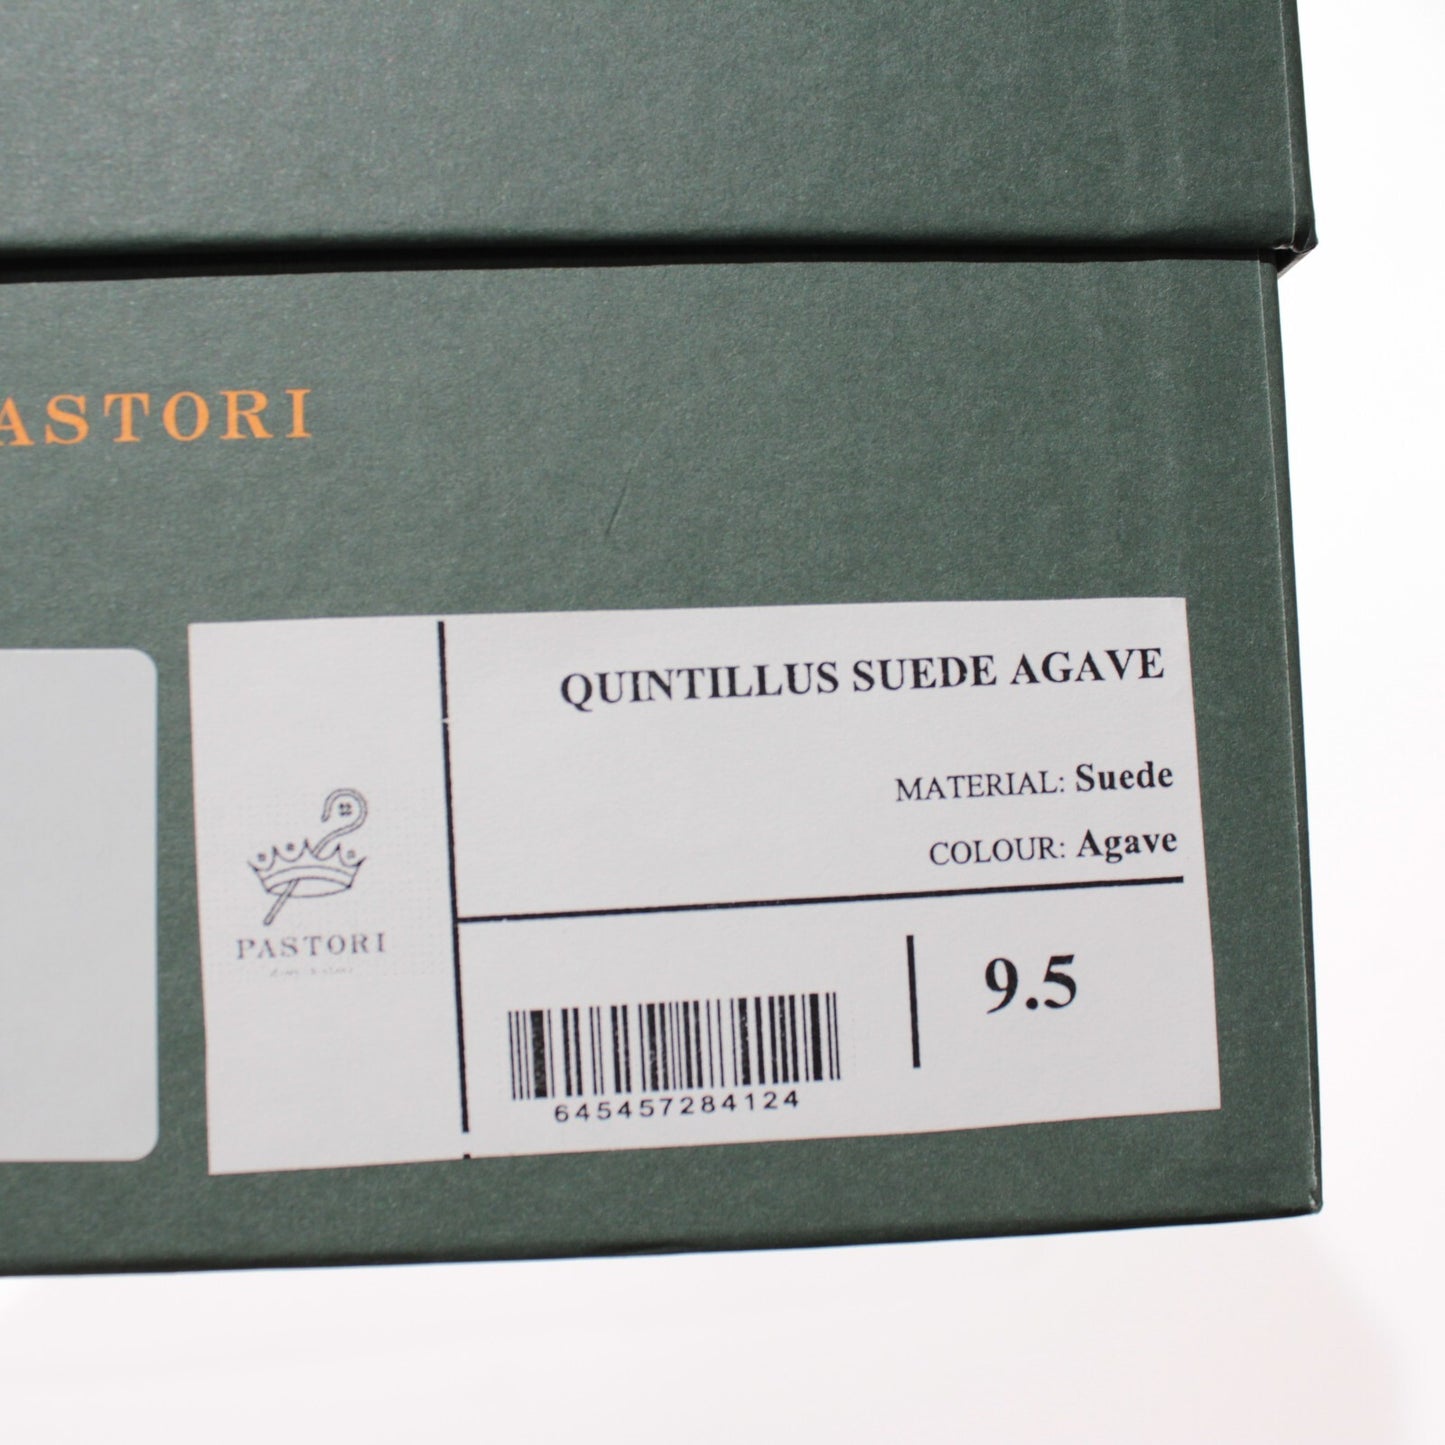 ASTORI
QUINTILLUS SUEDE AGAVE
MATERIAL: Suede
COLOUR: Agave
PASTORI
9.5
645457284124